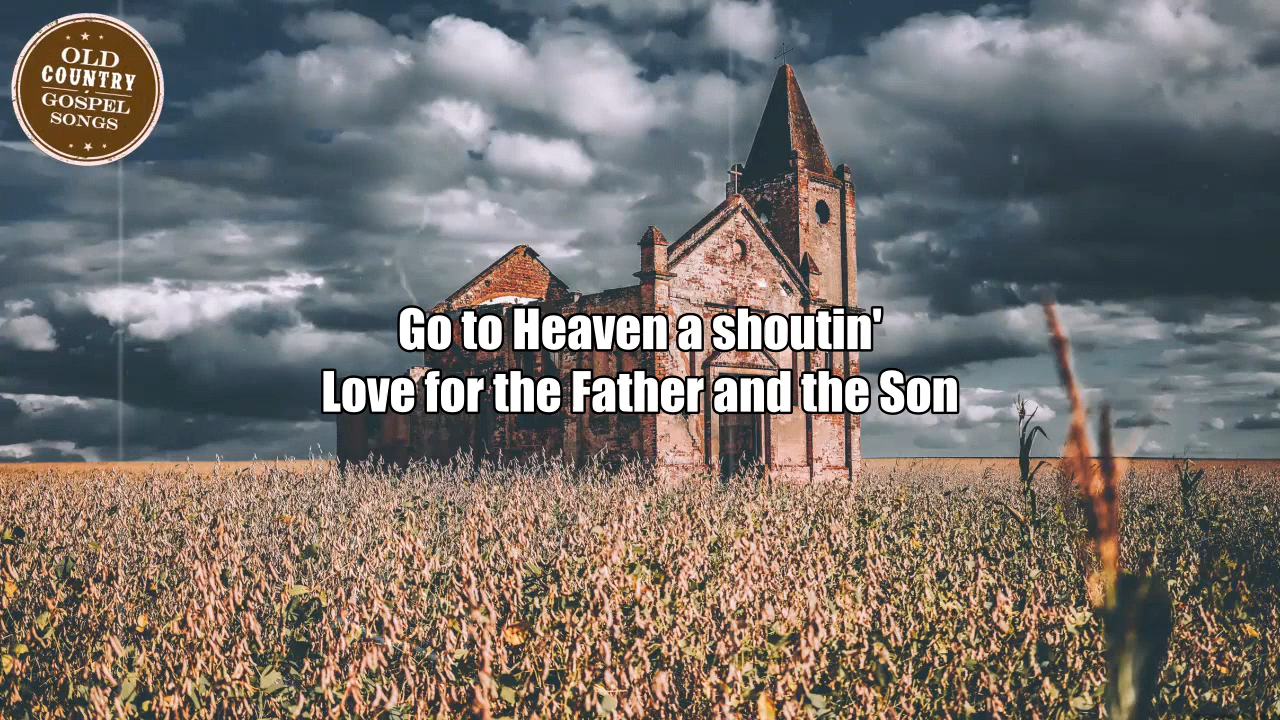 OLD
COUNTRY
GOSPEL
SONGS
Go to Heaven a shoutin'
Love for the Father and the Son